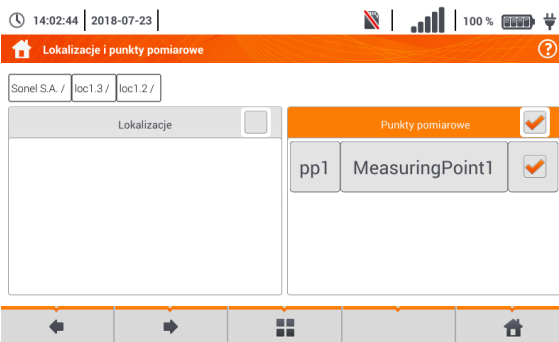 14:02:44 2018-07-23 100 %
Lokalizacje i punkty pomiarowe ?
Sonel S.A. / loc1.3 / loc1.2 /
Lokalizacje Punkty pomiarowe
pp1 MeasuringPoint1